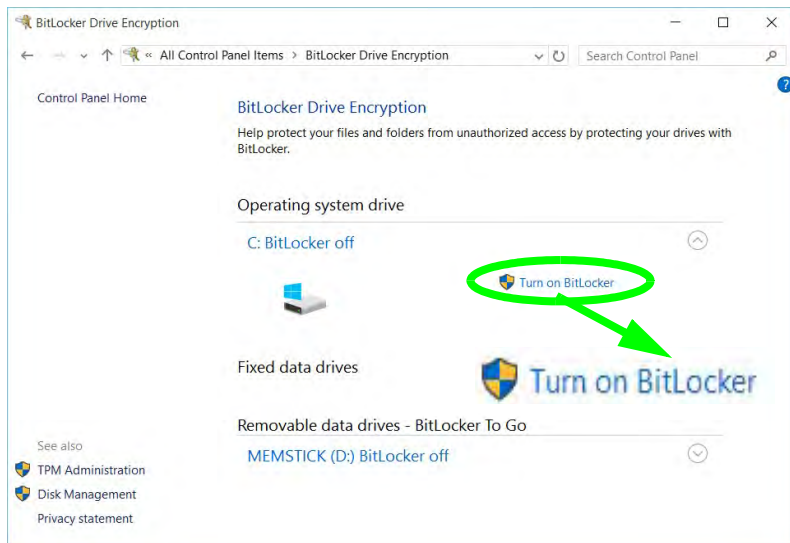 BitLocker Drive Encryption
« All Control Panel Items > BitLocker Drive Encryption
Search Control Panel
?
Control Panel Home
BitLocker Drive Encryption
Help protect your files and folders from unauthorized access by protecting your drives with
BitLocker.
Operating system drive
C: BitLocker off
Turn on BitLocker
Fixed data drives
Turn on BitLocker
Removable data drives - BitLocker To Go
MEMSTICK (D:) BitLocker off
See also
TPM Administration
Disk Management
Privacy statement